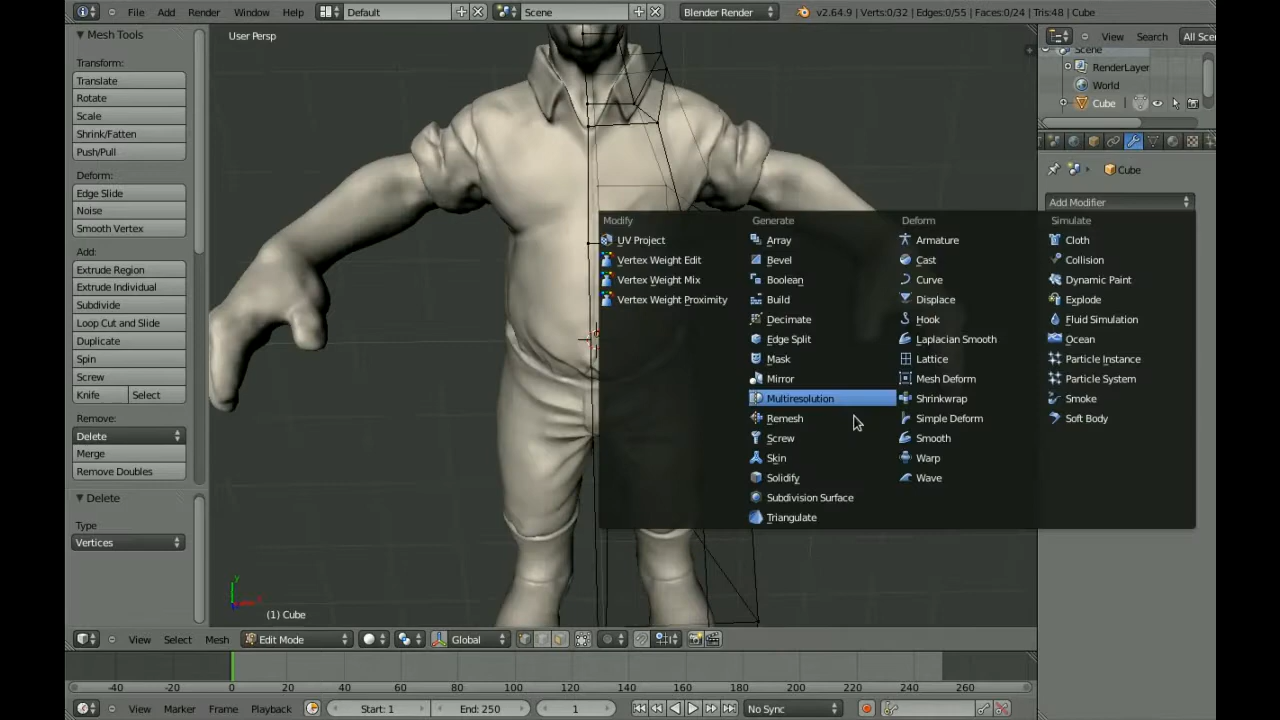 File Add Render Window Help Default Scene Blender Render v2.64.9 | Verts:0/32 | Edges:0/55 | Faces:0/24 | Tris:48 | Cube
Mesh Tools
Transform:
Translate
Rotate
Scale
Shrink/Fatten
Push/Pull
Deform:
Edge Slide
Noise
Smooth Vertex
Add:
Extrude Region
Extrude Individual
Subdivide
Loop Cut and Slide
Duplicate
Spin
Screw
Knife Select
Remove:
Delete
Merge
Remove Doubles
Delete
Type
Vertices
User Persp
Modify
UV Project
Vertex Weight Edit
Vertex Weight Mix
Vertex Weight Proximity
Generate
Array
Bevel
Boolean
Build
Decimate
Edge Split
Mask
Mirror
Multiresolution
Remesh
Screw
Skin
Solidify
Subdivision Surface
Triangulate
Deform
Armature
Cast
Curve
Displace
Hook
Laplacian Smooth
Lattice
Mesh Deform
Shrinkwrap
Simple Deform
Smooth
Warp
Wave
Simulate
Cloth
Collision
Dynamic Paint
Explode
Fluid Simulation
Ocean
Particle Instance
Particle System
Smoke
Soft Body
View Search All Sce
Scene
RenderLayer
World
Cube
Cube
Add Modifier
y
x
(1) Cube
View Select Mesh Edit Mode Global
-40 -20 0 20 40 60 80 100 120 140 160 180 200 220 240 260
View Marker Frame Playback Start: 1 End: 250 1 No Sync